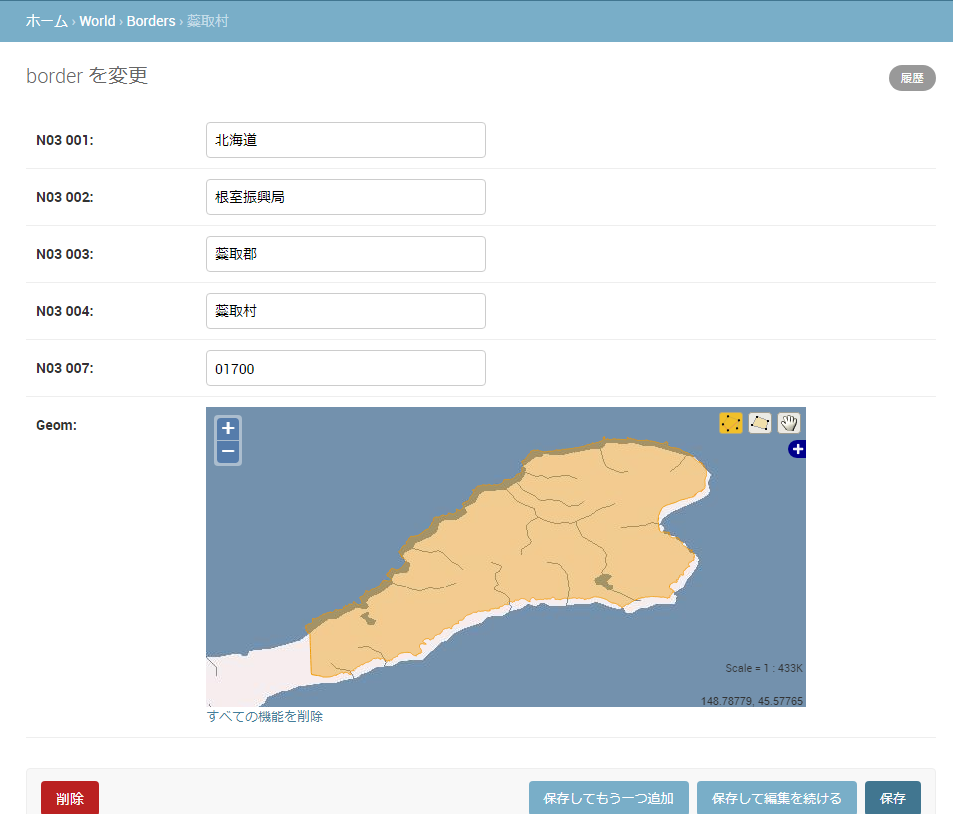 ホーム › World › Borders › 蘂取村
border を変更
履歴
N03 001:
北海道
N03 002:
根室振興局
N03 003:
蘂取郡
N03 004:
蘂取村
N03 007:
01700
Geom:
+
−
+
Scale = 1 : 433K
148.78779, 45.57765
すべての機能を削除
削除
保存してもう一つ追加
保存して編集を続ける
保存